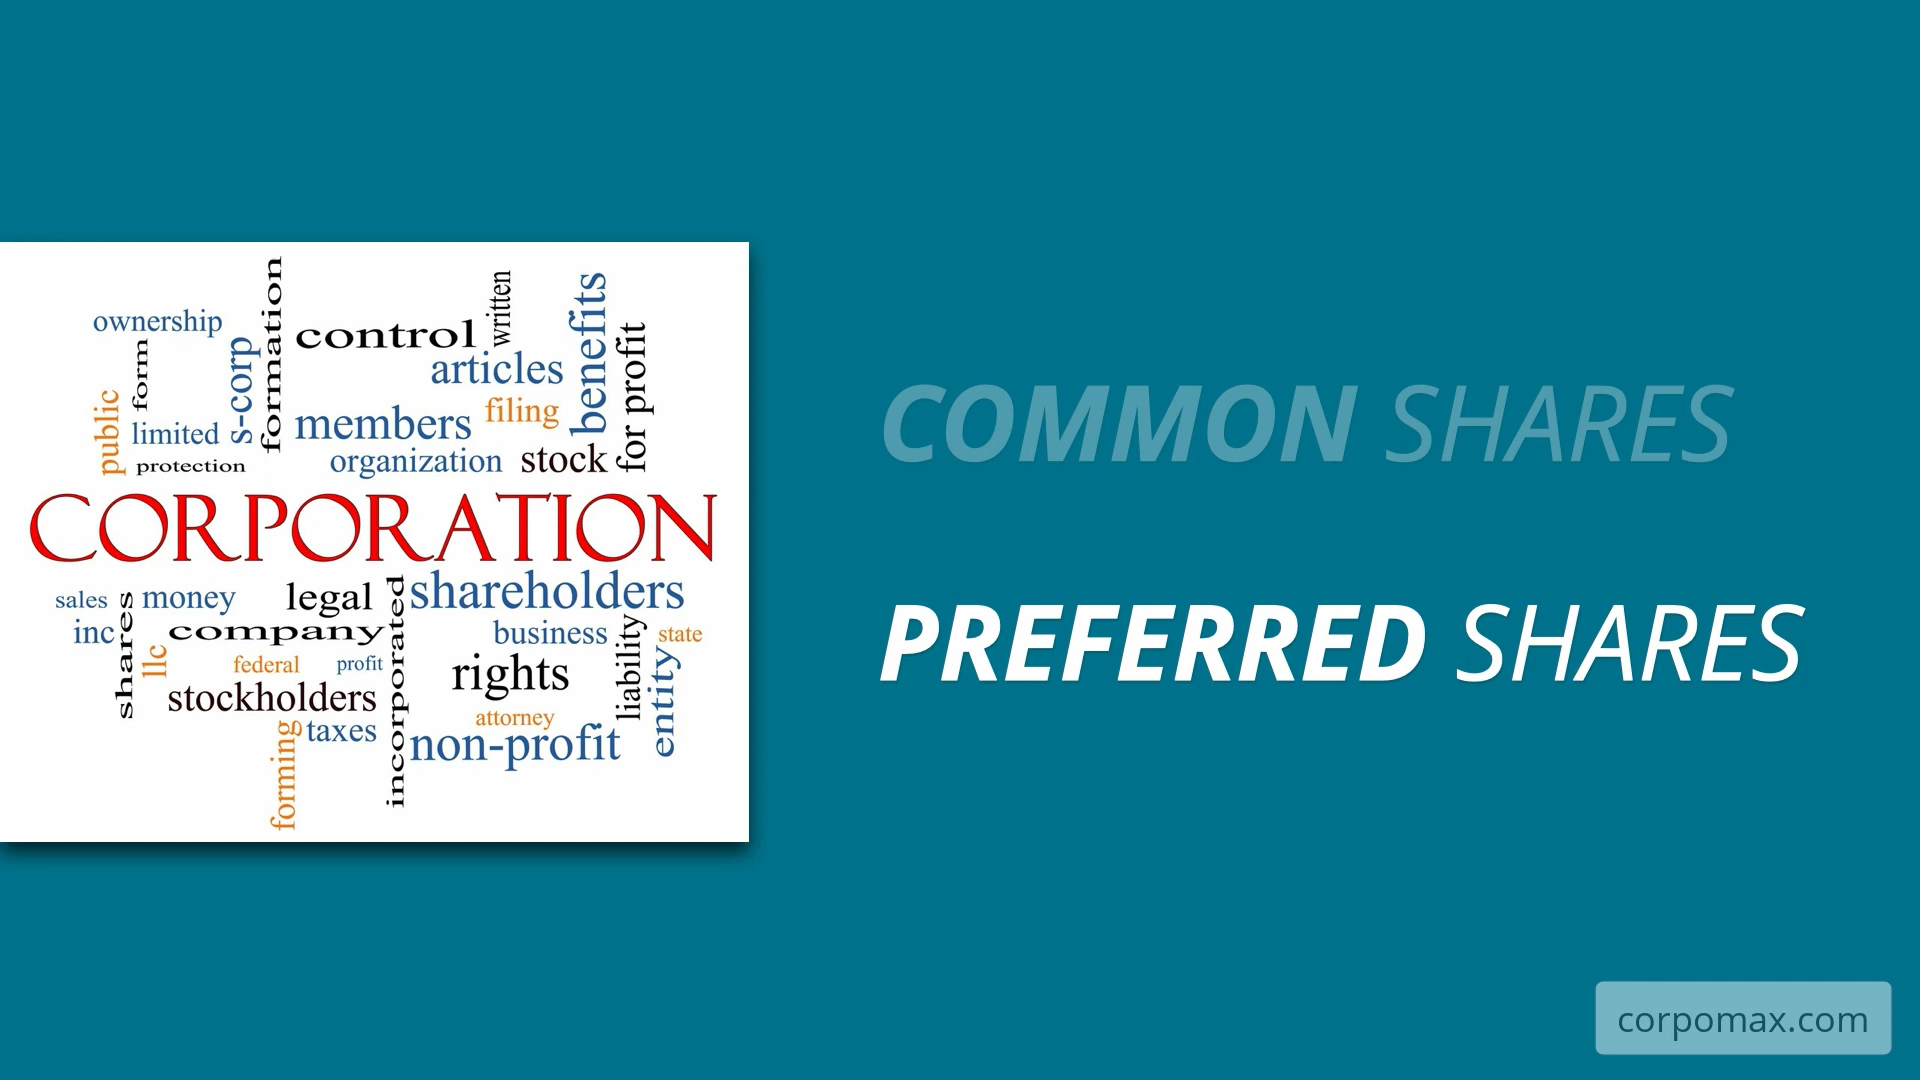 ownership
form
public
limited
protection
s-corp
formation
control
written
articles
benefits
for profit
members
filing
organization
stock
CORPORATION
sales
money
legal
shareholders
inc
shares
company
incorporated
business
liability
state
llc
federal
profit
rights
entity
stockholders
attorney
forming
taxes
non-profit
COMMON SHARES
PREFERRED SHARES
corpomax.com